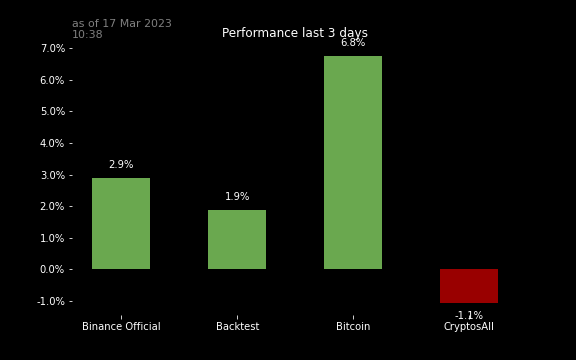 as of 17 Mar 2023
10:38
Performance last 3 days
7.0%
6.0%
5.0%
4.0%
3.0%
2.0%
1.0%
0.0%
-1.0%
2.9%
1.9%
6.8%
-1.1%
Binance Official
Backtest
Bitcoin
CryptosAll